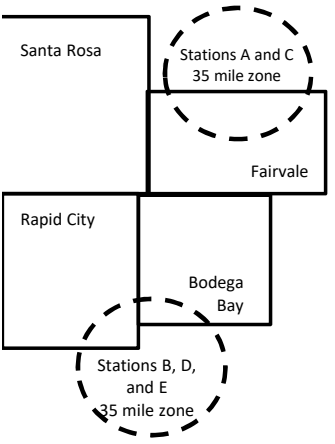 Santa Rosa
Stations A and C
35 mile zone
Fairvale
Rapid City
Bodega
Bay
Stations B, D,
and E
35 mile zone